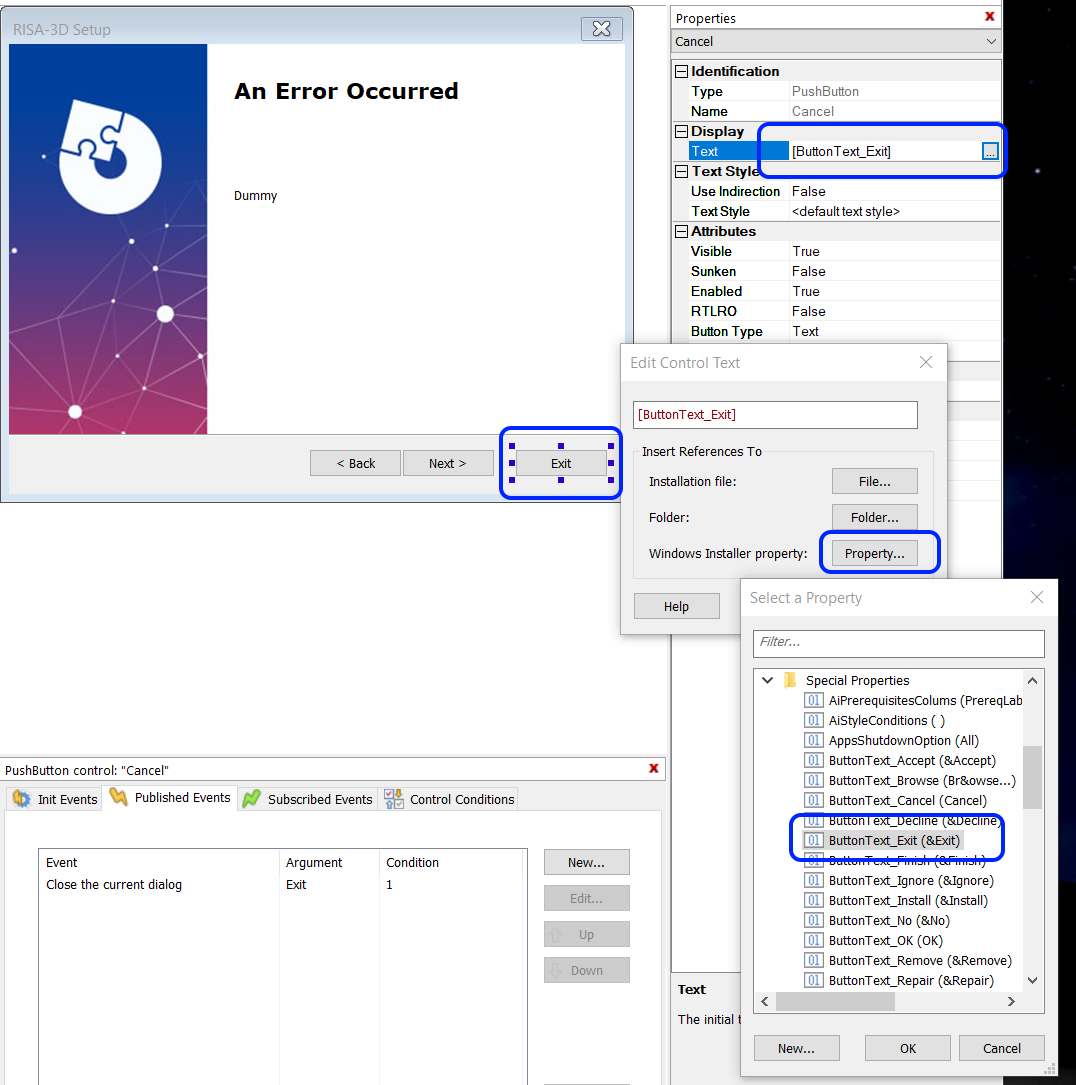 RISA-3D Setup
An Error Occurred
Dummy
< Back
Next >
Exit
Properties
Cancel
Identification
Type PushButton
Name Cancel
Display
Text [ButtonText_Exit] ...
Text Style
Use Indirection False
Text Style <default text style>
Attributes
Visible True
Sunken False
Enabled True
RTLRO False
Button Type Text
Edit Control Text
[ButtonText_Exit]
Insert References To
Installation file: File...
Folder: Folder...
Windows Installer property: Property...
Help
Select a Property
Filter...
Special Properties
AiPrerequisitesColums (PrereqLab
AiStyleConditions ( )
AppsShutdownOption (All)
ButtonText_Accept (&Accept)
ButtonText_Browse (Br&owse...)
ButtonText_Cancel (Cancel)
ButtonText_Decline (&Decline)
ButtonText_Exit (&Exit)
ButtonText_Finish (&Finish)
ButtonText_Ignore (&Ignore)
ButtonText_Install (&Install)
ButtonText_No (&No)
ButtonText_OK (OK)
ButtonText_Remove (&Remove)
ButtonText_Repair (&Repair)
New...
OK
Cancel
Text
The initial t
PushButton control: "Cancel"
Init Events
Published Events
Subscribed Events
Control Conditions
Event Argument Condition
Close the current dialog Exit 1
New...
Edit...
Up
Down